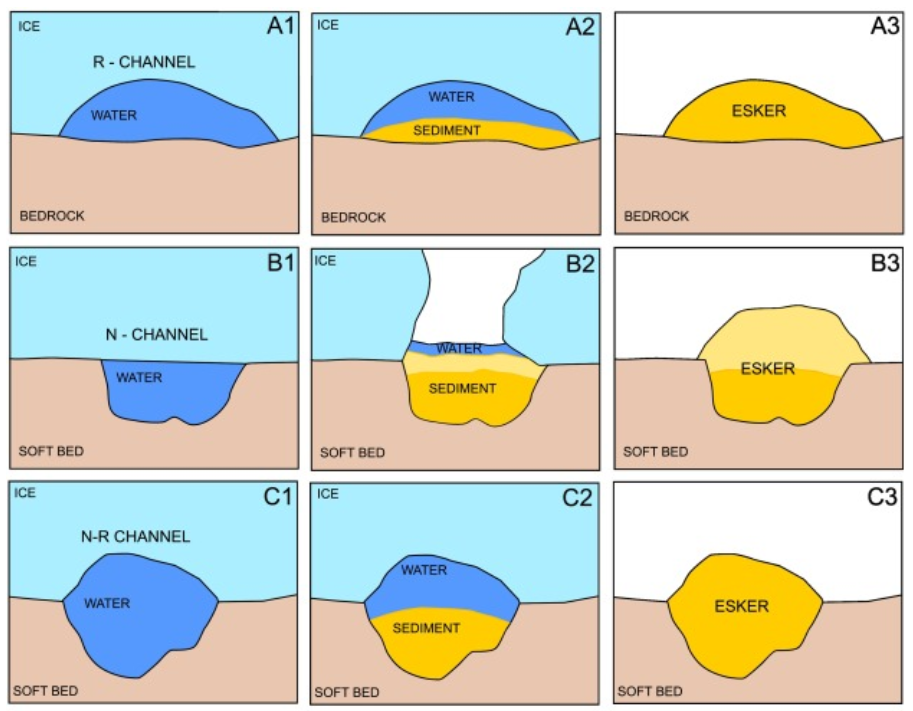 ICE
A1
R - CHANNEL
WATER
BEDROCK
ICE
A2
WATER
SEDIMENT
BEDROCK
A3
ESKER
BEDROCK
ICE
B1
N - CHANNEL
WATER
SOFT BED
ICE
B2
WATER
SEDIMENT
SOFT BED
B3
ESKER
SOFT BED
ICE
C1
N-R CHANNEL
WATER
SOFT BED
ICE
C2
WATER
SEDIMENT
SOFT BED
C3
ESKER
SOFT BED